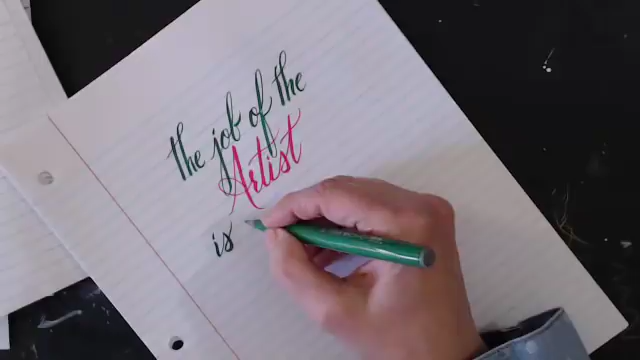 the job of the
Artist
is